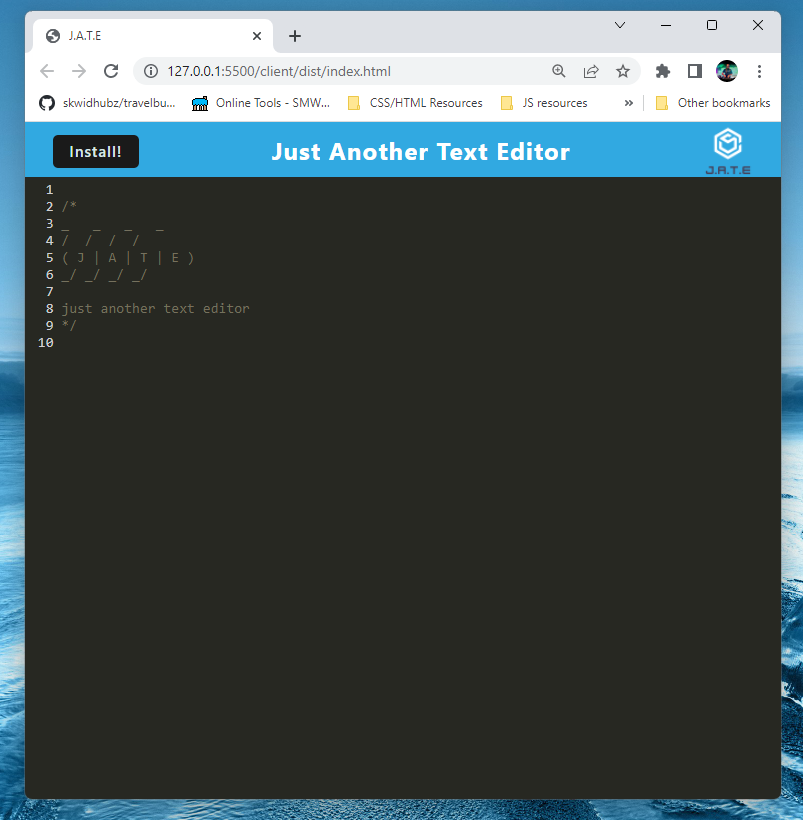 J.A.T.E
127.0.0.1:5500/client/dist/index.html
skwidhubz/travelbu... Online Tools - SMW... CSS/HTML Resources JS resources » Other bookmarks
Install! Just Another Text Editor J.A.T.E
1
2 /*
3 _   _   _   _
4 /  /  /  /
5 ( J | A | T | E )
6 _/ _/ _/ _/
7
8 just another text editor
9 */
10